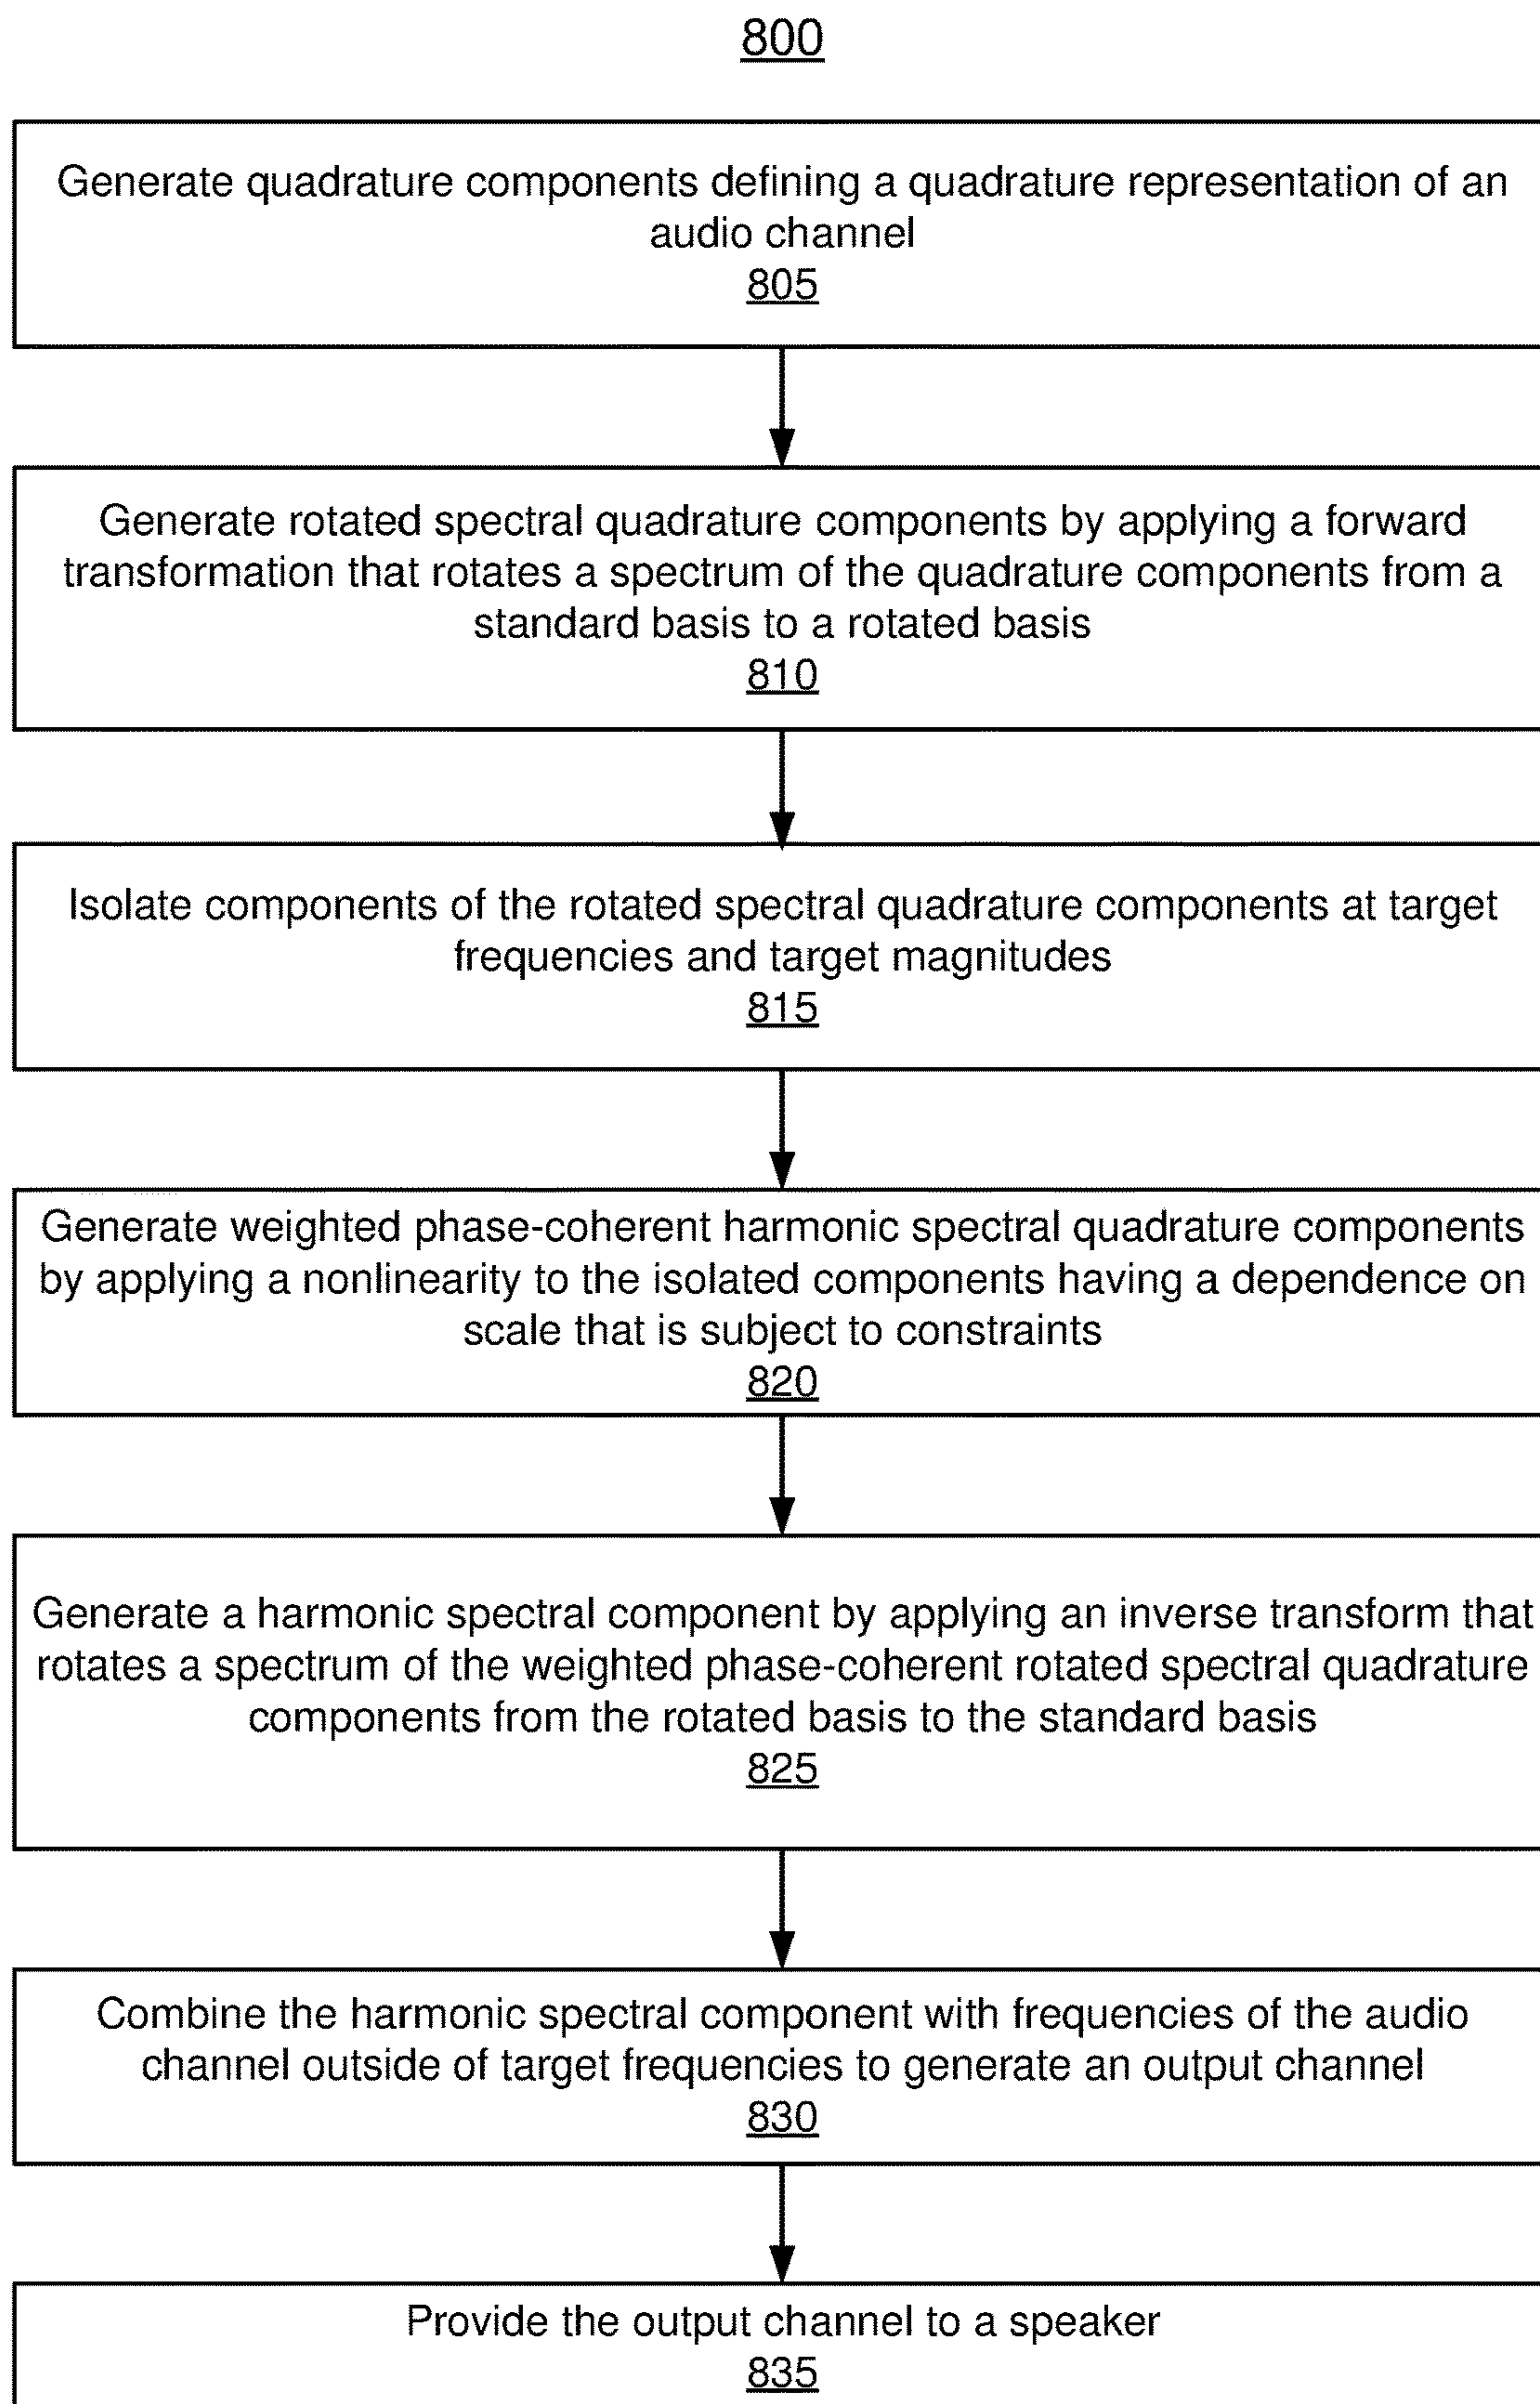 800
Generate quadrature components defining a quadrature representation of an
audio channel
805
Generate rotated spectral quadrature components by applying a forward
transformation that rotates a spectrum of the quadrature components from a
standard basis to a rotated basis
810
Isolate components of the rotated spectral quadrature components at target
frequencies and target magnitudes
815
Generate weighted phase-coherent harmonic spectral quadrature components
by applying a nonlinearity to the isolated components having a dependence on
scale that is subject to constraints
820
Generate a harmonic spectral component by applying an inverse transform that
rotates a spectrum of the weighted phase-coherent rotated spectral quadrature
components from the rotated basis to the standard basis
825
Combine the harmonic spectral component with frequencies of the audio
channel outside of target frequencies to generate an output channel
830
Provide the output channel to a speaker
835